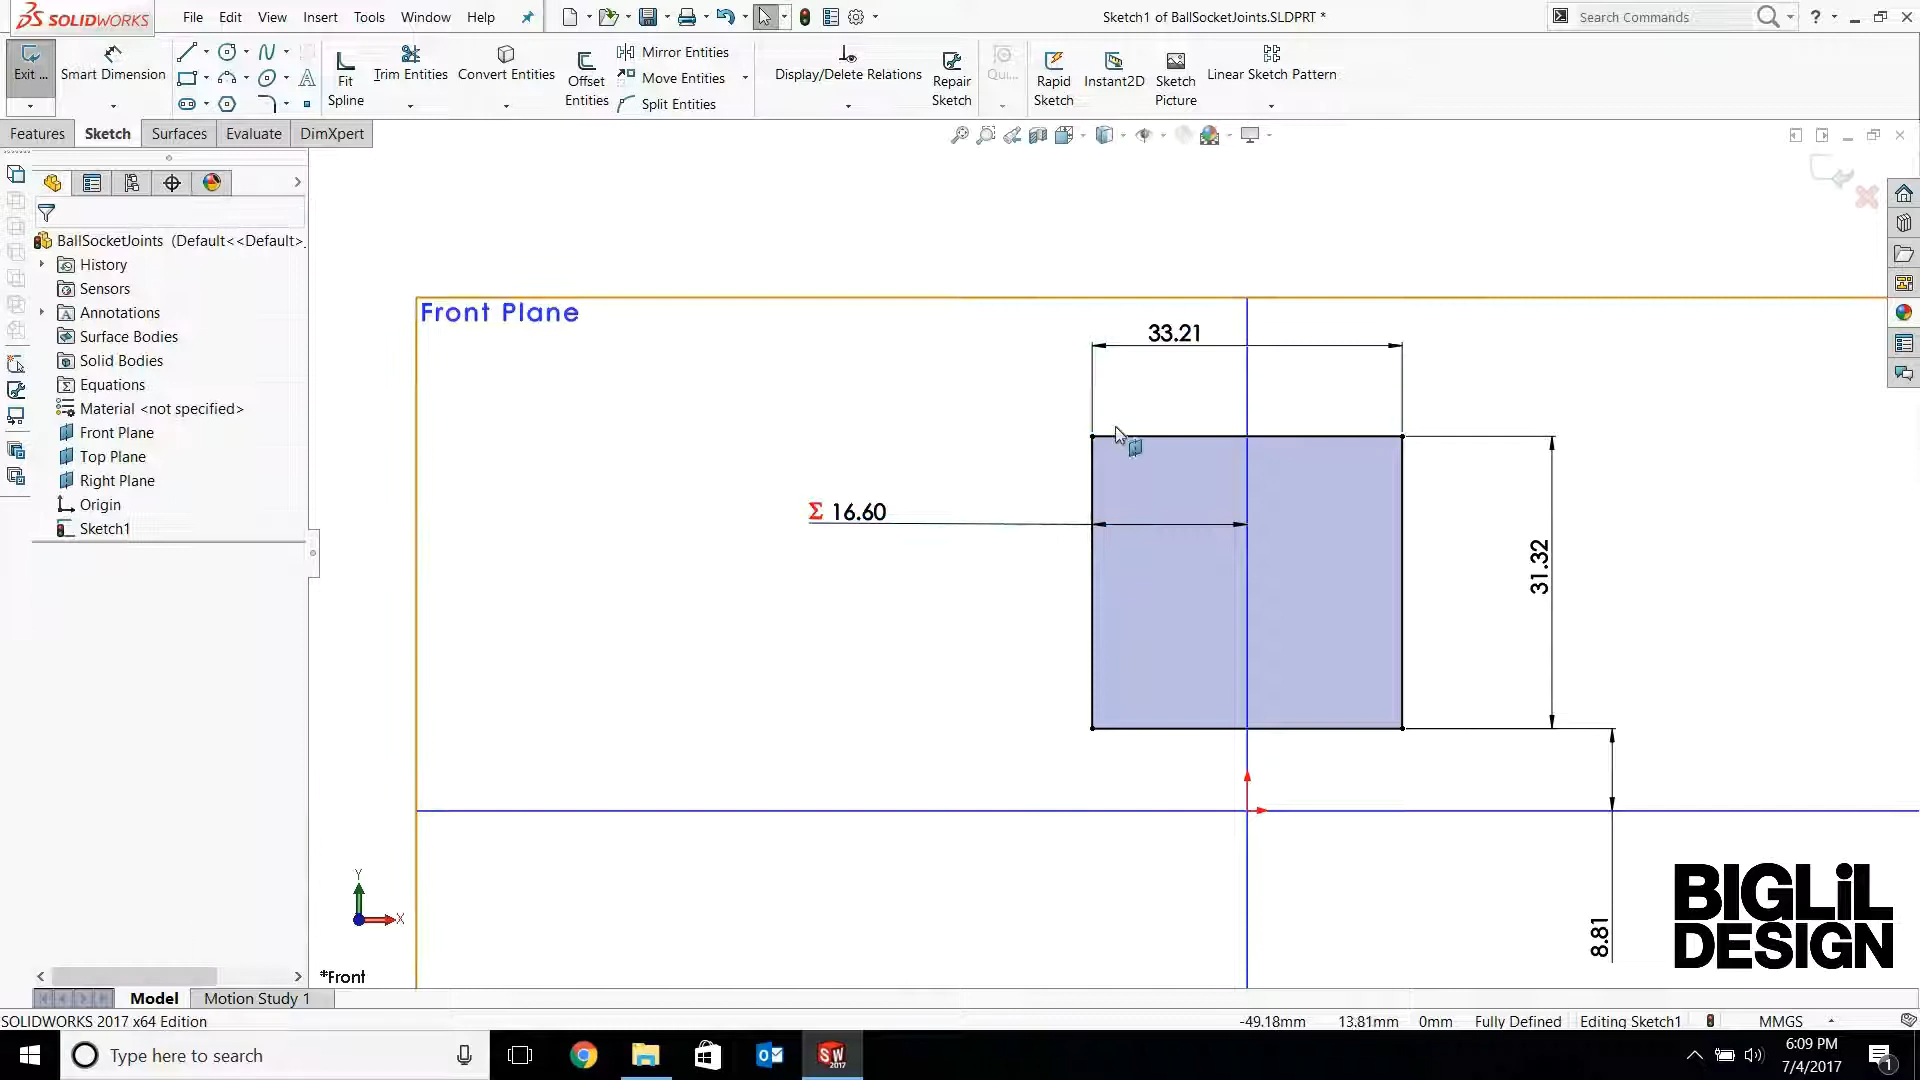 SOLIDWORKS
File Edit View Insert Tools Window Help
Sketch1 of BallSocketJoints.SLDPRT *
Search Commands
?
Exit ...
Smart Dimension
Fit Spline
Trim Entities
Convert Entities
Offset Entities
Mirror Entities
Move Entities
Split Entities
Display/Delete Relations
Repair Sketch
Qui...
Rapid Sketch
Instant2D
Sketch Picture
Linear Sketch Pattern
Features Sketch Surfaces Evaluate DimXpert
BallSocketJoints (Default<<Default>_
History
Sensors
Annotations
Surface Bodies
Solid Bodies
Equations
Material <not specified>
Front Plane
Top Plane
Right Plane
Origin
Sketch1
Front Plane
33.21
Σ 16.60
31.32
8.81
Y
X
*Front
BIGLiL
DESIGN
Model Motion Study 1
SOLIDWORKS 2017 x64 Edition
-49.18mm 13.81mm 0mm Fully Defined Editing Sketch1 MMGS
Type here to search
SW
2017
6:09 PM
7/4/2017
1